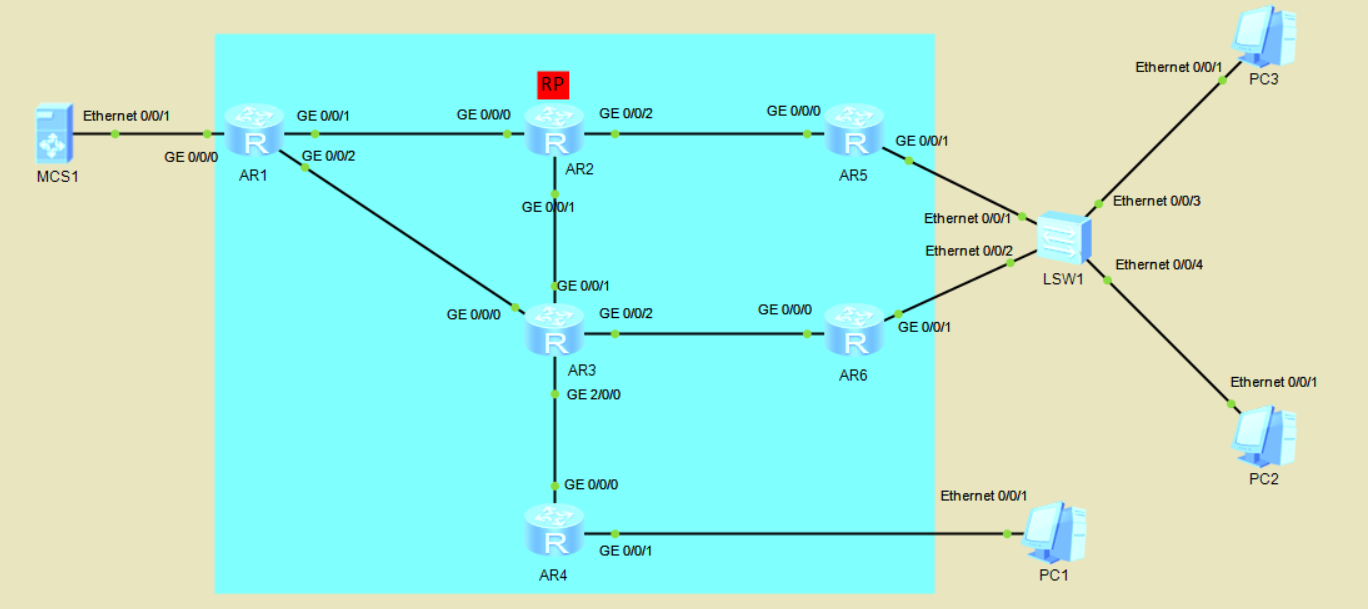 PC3
Ethernet 0/0/1
RP
Ethernet 0/0/1
GE 0/0/1
GE 0/0/0
GE 0/0/2
GE 0/0/0
GE 0/0/1
MCS1
GE 0/0/0
AR1
GE 0/0/2
AR2
AR5
GE 0/0/1
Ethernet 0/0/1
Ethernet 0/0/3
Ethernet 0/0/2
Ethernet 0/0/4
LSW1
GE 0/0/1
GE 0/0/0
GE 0/0/2
GE 0/0/0
GE 0/0/1
AR3
AR6
GE 2/0/0
Ethernet 0/0/1
PC2
GE 0/0/0
Ethernet 0/0/1
GE 0/0/1
AR4
PC1
R
R
R
R
R
R